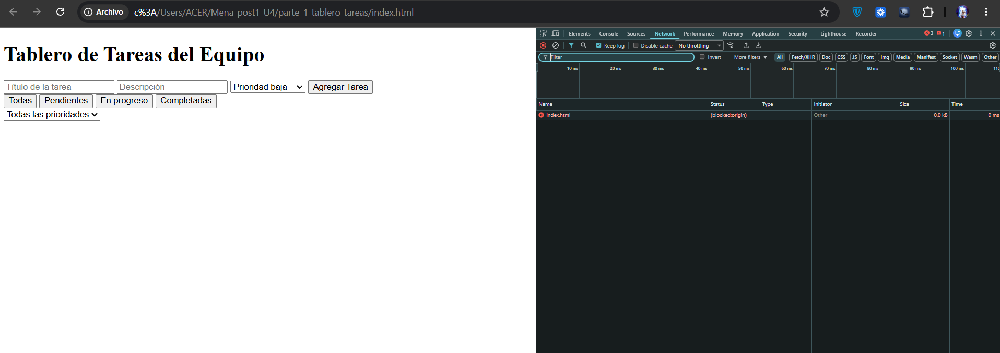 Archivo c%3A/Users/ACER/Mena-post1-U4/parte-1-tablero-tareas/index.html
Tablero de Tareas del Equipo
Título de la tarea Descripción Prioridad baja Agregar Tarea
Todas Pendientes En progreso Completadas
Todas las prioridades
Elements Console Sources Network Performance Memory Application Security Lighthouse Recorder 3 1
Keep log Disable cache No throttling
Filter Invert More filters All Fetch/XHR Doc CSS JS Font Img Media Manifest Socket Wasm Other
10 ms 20 ms 30 ms 40 ms 50 ms 60 ms 70 ms 80 ms 90 ms 100 ms 110
Name Status Type Initiator Size Time
index.html (blocked:origin) Other 0.0 kB 0 ms